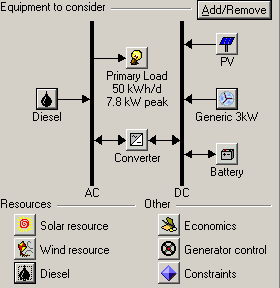 Equipment to consider
Add/Remove
Primary Load
50 kWh/d
7.8 kW peak
PV
Diesel
Generic 3kW
Converter
Battery
AC
DC
Resources
Other
Solar resource
Economics
Wind resource
Generator control
Diesel
Constraints